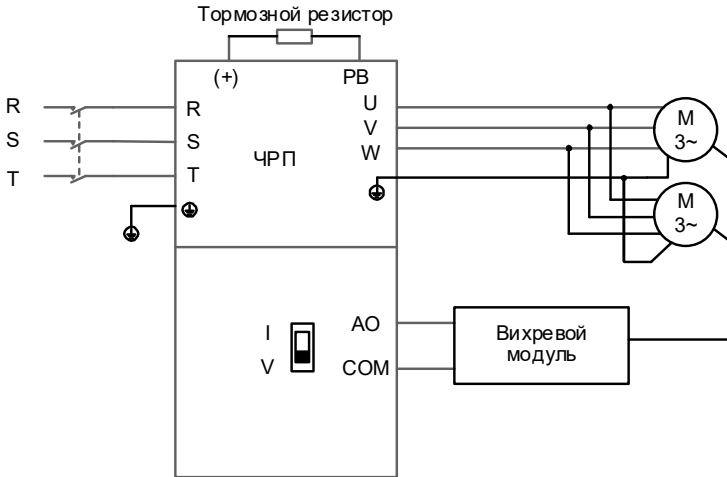 Тормозной резистор
(+)
PB
R
R
U
V
S
S
W
T
T
ЧРП
M
3~
M
3~
I
V
AO
COM
Вихревой
модуль